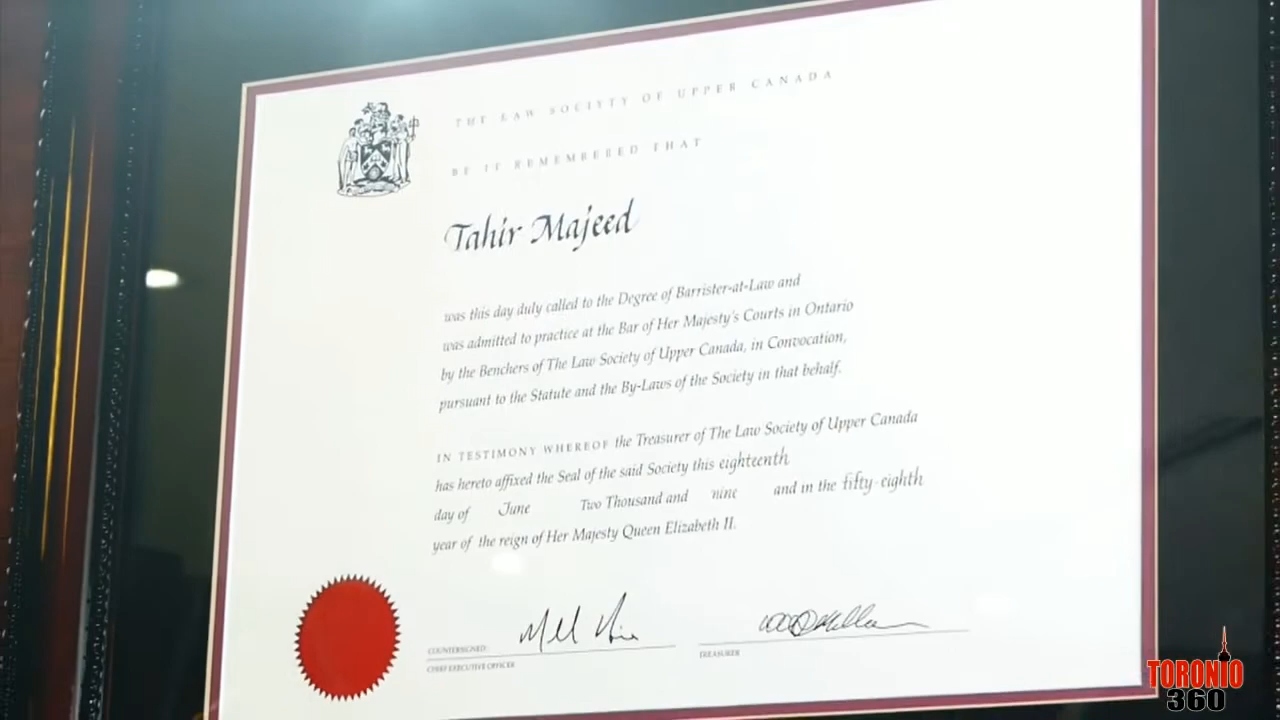 THE LAW SOCIETY OF UPPER CANADA
BE IT REMEMBERED THAT
Tahir Majeed
was this day duly called to the Degree of Barrister-at-Law and
was admitted to practice at the Bar of Her Majesty's Courts in Ontario
by the Benchers of The Law Society of Upper Canada, in Convocation,
pursuant to the Statute and the By-Laws of the Society in that behalf.
IN TESTIMONY WHEREOF the Treasurer of The Law Society of Upper Canada
has hereto affixed the Seal of the said Society this eighteenth
day of June Two Thousand and nine and in the fifty-eighth
year of the reign of Her Majesty Queen Elizabeth II.
COUNTERSIGNED
CHIEF EXECUTIVE OFFICER
TREASURER
TORONTO
360